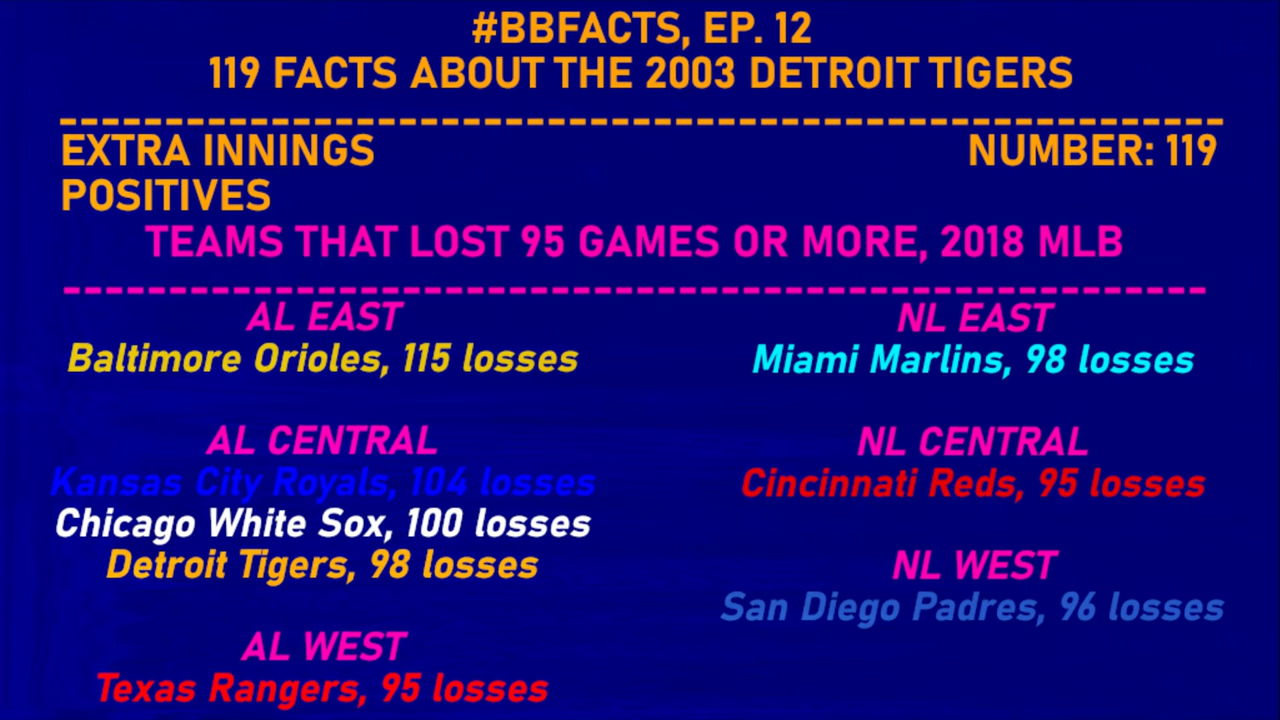 #BBFACTS, EP. 12
119 FACTS ABOUT THE 2003 DETROIT TIGERS
EXTRA INNINGS
NUMBER: 119
POSITIVES
TEAMS THAT LOST 95 GAMES OR MORE, 2018 MLB
AL EAST
Baltimore Orioles, 115 losses
AL CENTRAL
Kansas City Royals, 104 losses
Chicago White Sox, 100 losses
Detroit Tigers, 98 losses
AL WEST
Texas Rangers, 95 losses
NL EAST
Miami Marlins, 98 losses
NL CENTRAL
Cincinnati Reds, 95 losses
NL WEST
San Diego Padres, 96 losses